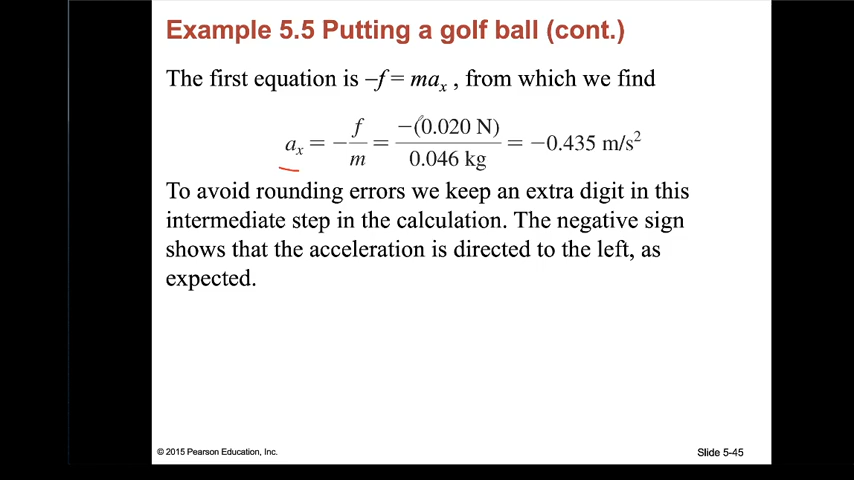 Example 5.5 Putting a golf ball (cont.)
The first equation is –f = maₓ , from which we find
aₓ = −f/m = −(0.020 N)/0.046 kg = −0.435 m/s²
To avoid rounding errors we keep an extra digit in this
intermediate step in the calculation. The negative sign
shows that the acceleration is directed to the left, as
expected.
© 2015 Pearson Education, Inc.
Slide 5-45